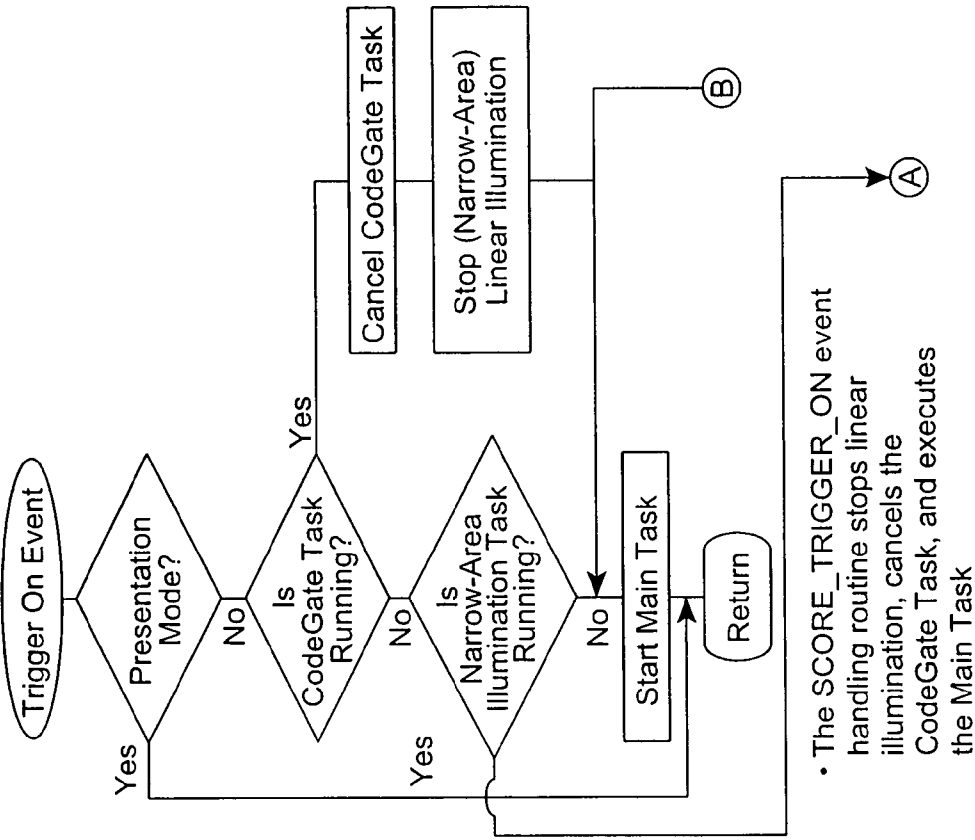 Trigger On Event
Presentation
Mode?
Yes
No
Is
CodeGate Task
Running?
Yes
No
Cancel CodeGate Task
Stop (Narrow-Area)
Linear Illumination
Is
Narrow-Area
Illumination Task
Running?
Yes
No
B
Start Main Task
Return
A
• The SCORE_TRIGGER_ON event
handling routine stops linear
illumination, cancels the
CodeGate Task, and executes
the Main Task